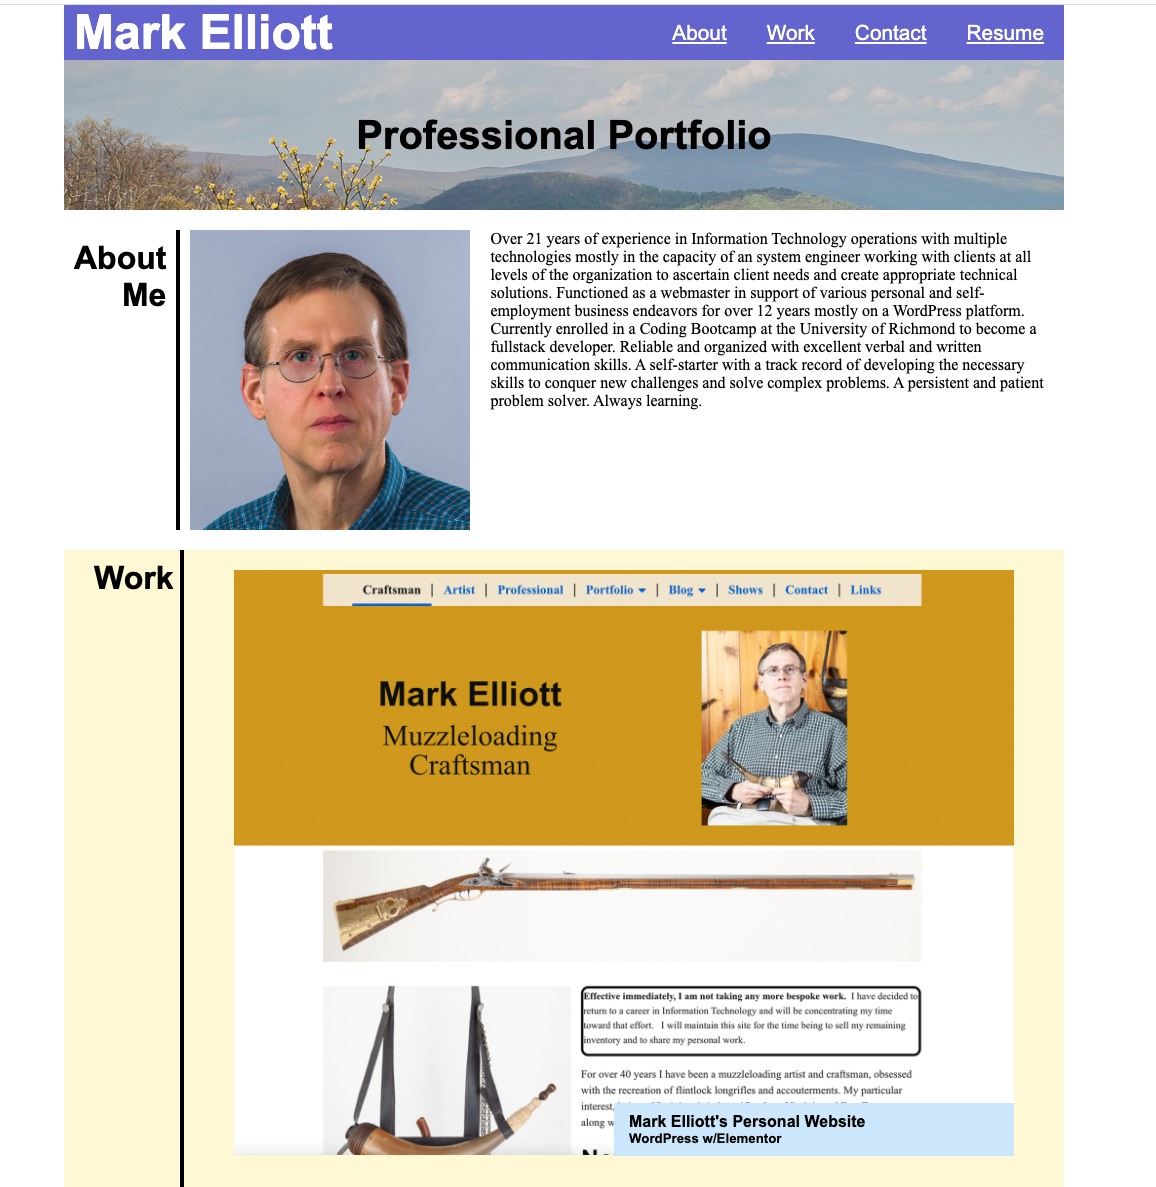 Mark Elliott
About Work Contact Resume
Professional Portfolio
About
Me
Over 21 years of experience in Information Technology operations with multiple
technologies mostly in the capacity of an system engineer working with clients at all
levels of the organization to ascertain client needs and create appropriate technical
solutions. Functioned as a webmaster in support of various personal and self-
employment business endeavors for over 12 years mostly on a WordPress platform.
Currently enrolled in a Coding Bootcamp at the University of Richmond to become a
fullstack developer. Reliable and organized with excellent verbal and written
communication skills. A self-starter with a track record of developing the necessary
skills to conquer new challenges and solve complex problems. A persistent and patient
problem solver. Always learning.
Work
Craftsman | Artist | Professional | Portfolio | Blog | Shows | Contact | Links
Mark Elliott
Muzzleloading
Craftsman
Effective immediately, I am not taking any more bespoke work. I have decided to
return to a career in Information Technology and will be concentrating my time
toward that effort. I will maintain this site for the time being to sell my remaining
inventory and to share my personal work.
For over 40 years I have been a muzzleloading artist and craftsman, obsessed
with the recreation of flintlock longrifles and accouterments. My particular
interest,
along w
Mark Elliott's Personal Website
WordPress w/Elementor